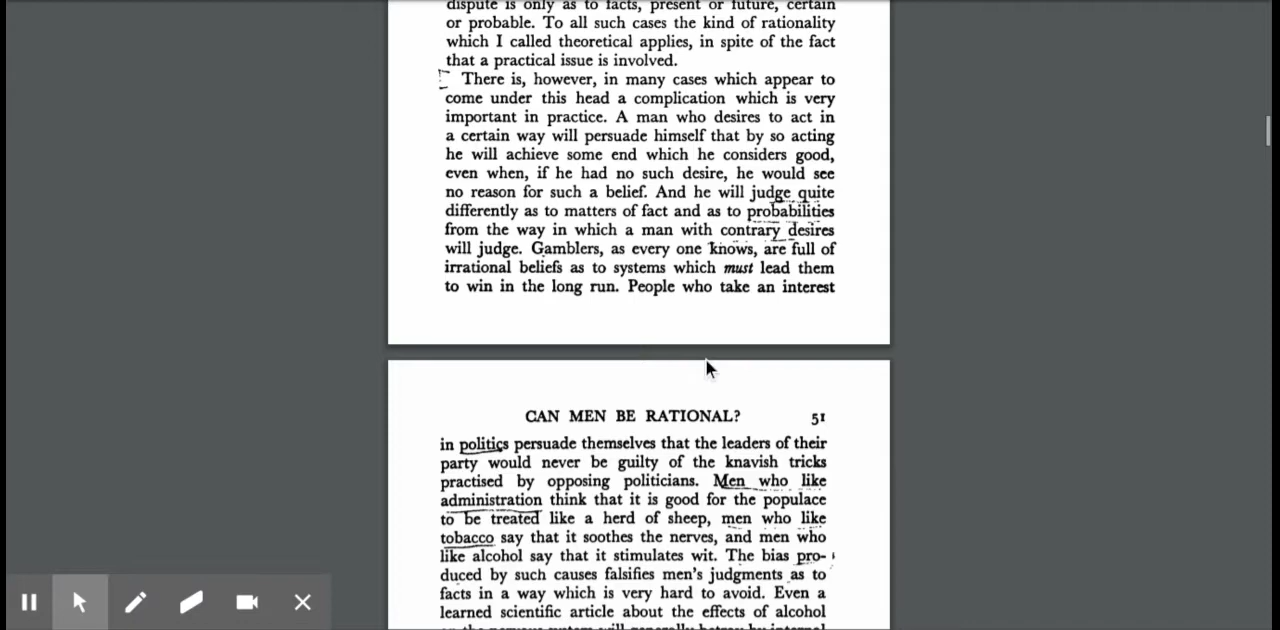 dispute is only as to facts, present or future, certain
or probable. To all such cases the kind of rationality
which I called theoretical applies, in spite of the fact
that a practical issue is involved.
There is, however, in many cases which appear to
come under this head a complication which is very
important in practice. A man who desires to act in
a certain way will persuade himself that by so acting
he will achieve some end which he considers good,
even when, if he had no such desire, he would see
no reason for such a belief. And he will judge quite
differently as to matters of fact and as to probabilities
from the way in which a man with contrary desires
will judge. Gamblers, as every one knows, are full of
irrational beliefs as to systems which must lead them
to win in the long run. People who take an interest
CAN MEN BE RATIONAL? 51
in politics persuade themselves that the leaders of their
party would never be guilty of the knavish tricks
practised by opposing politicians. Men who like
administration think that it is good for the populace
to be treated like a herd of sheep, men who like
tobacco say that it soothes the nerves, and men who
like alcohol say that it stimulates wit. The bias pro-
duced by such causes falsifies men's judgments as to
facts in a way which is very hard to avoid. Even a
learned scientific article about the effects of alcohol